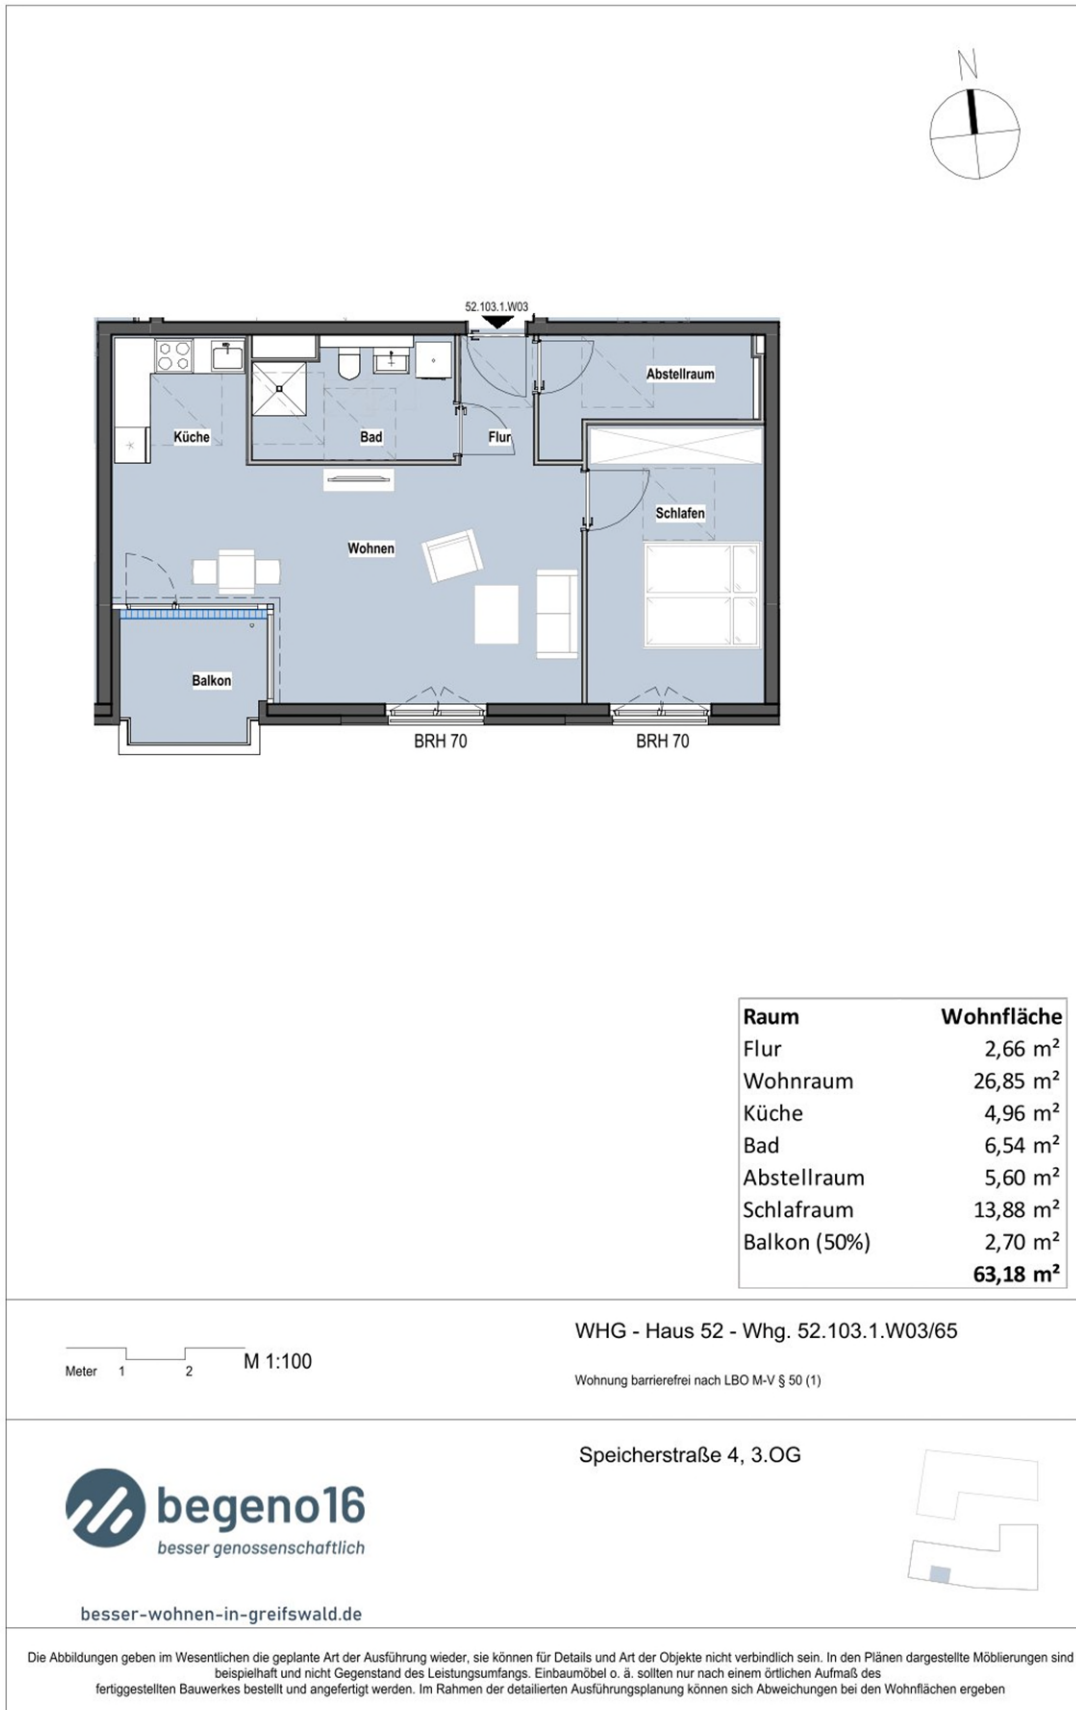 N
52.103.1.W03
Abstellraum
Küche
Bad
Flur
Schlafen
Wohnen
Balkon
BRH 70
BRH 70
Raum Wohnfläche
Flur 2,66 m²
Wohnraum 26,85 m²
Küche 4,96 m²
Bad 6,54 m²
Abstellraum 5,60 m²
Schlafraum 13,88 m²
Balkon (50%) 2,70 m²
63,18 m²
WHG - Haus 52 - Whg. 52.103.1.W03/65
Meter 1 2 M 1:100
Wohnung barrierefrei nach LBO M-V § 50 (1)
Speicherstraße 4, 3.OG
begeno16
besser genossenschaftlich
besser-wohnen-in-greifswald.de
Die Abbildungen geben im Wesentlichen die geplante Art der Ausführung wieder, sie können für Details und Art der Objekte nicht verbindlich sein. In den Plänen dargestellte Möblierungen sind
beispielhaft und nicht Gegenstand des Leistungsumfangs. Einbaumöbel o. ä. sollten nur nach einem örtlichen Aufmaß des
fertiggestellten Bauwerkes bestellt und angefertigt werden. Im Rahmen der detailierten Ausführungsplanung können sich Abweichungen bei den Wohnflächen ergeben